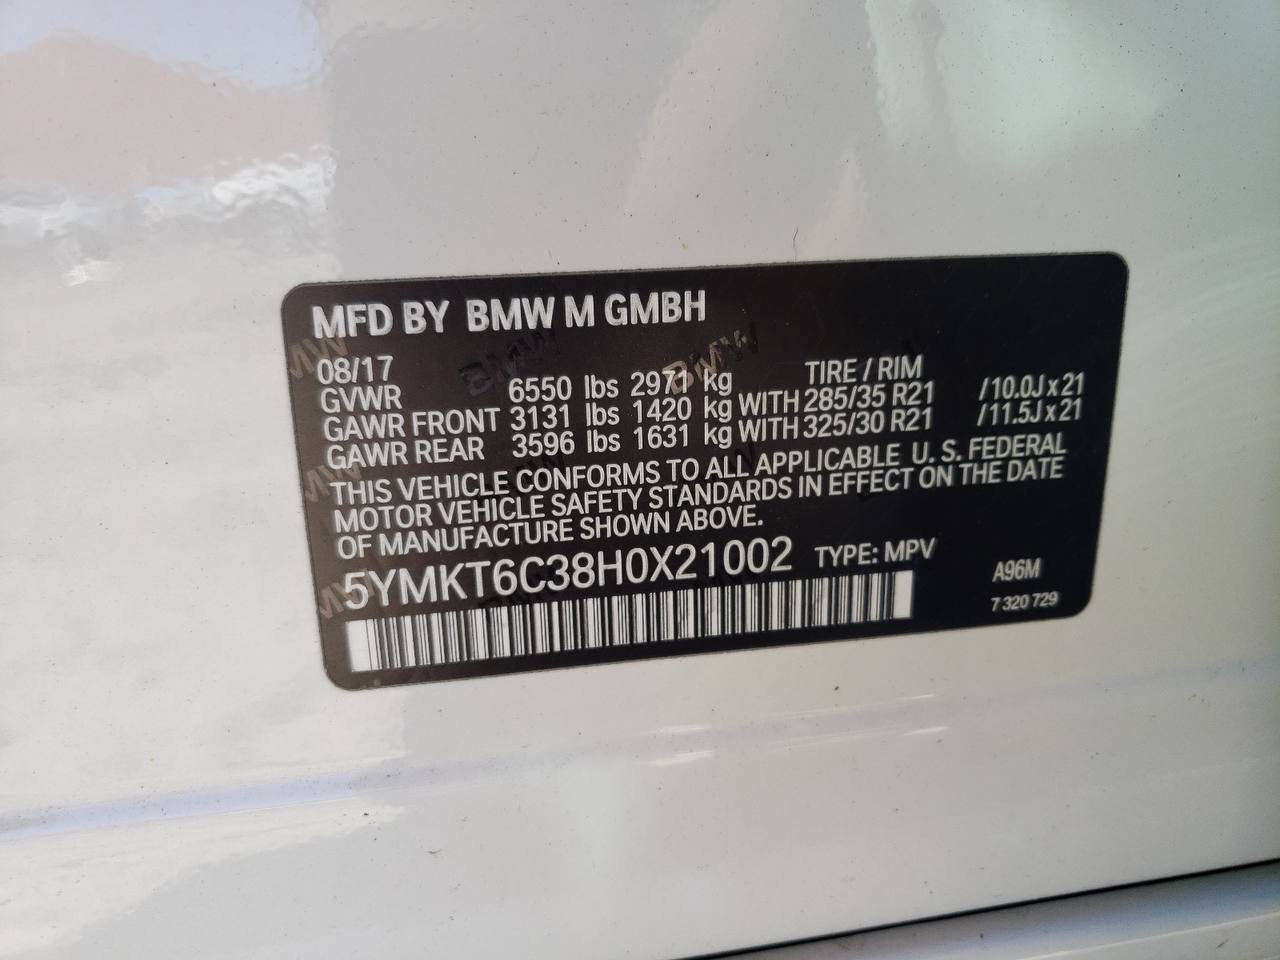 MFD BY BMW M GMBH
08/17 TIRE / RIM
GVWR 6550 lbs 2971 kg
GAWR FRONT 3131 lbs 1420 kg WITH 285/35 R21 /10.0J x 21
GAWR REAR 3596 lbs 1631 kg WITH 325/30 R21 /11.5J x 21
THIS VEHICLE CONFORMS TO ALL APPLICABLE U. S. FEDERAL
MOTOR VEHICLE SAFETY STANDARDS IN EFFECT ON THE DATE
OF MANUFACTURE SHOWN ABOVE.
5YMKT6C38H0X21002 TYPE: MPV
A96M
7 320 729